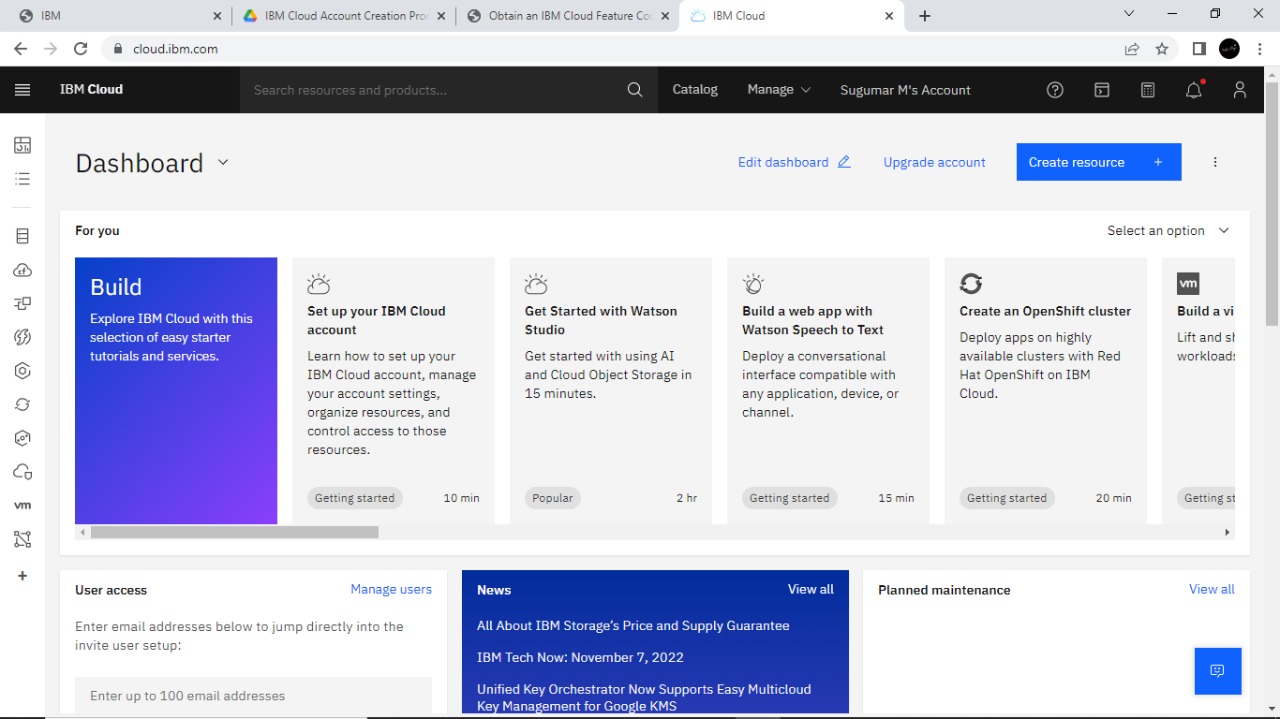 IBM
IBM Cloud Account Creation Pro
Obtain an IBM Cloud Feature Co
IBM Cloud
cloud.ibm.com
IBM Cloud
Search resources and products...
Catalog
Manage
Sugumar M's Account
Dashboard
Edit dashboard
Upgrade account
Create resource +
For you
Select an option
Build
Explore IBM Cloud with this
selection of easy starter
tutorials and services.
Set up your IBM Cloud
account
Learn how to set up your
IBM Cloud account, manage
your account settings,
organize resources, and
control access to those
resources.
Getting started
10 min
Get Started with Watson
Studio
Get started with using AI
and Cloud Object Storage in
15 minutes.
Popular
2 hr
Build a web app with
Watson Speech to Text
Deploy a conversational
interface compatible with
any application, device, or
channel.
Getting started
15 min
Create an OpenShift cluster
Deploy apps on highly
available clusters with Red
Hat OpenShift on IBM
Cloud.
Getting started
20 min
vm
Build a vi
Lift and sh
workloads
Getting st
cf
vm
User access
Manage users
Enter email addresses below to jump directly into the
invite user setup:
Enter up to 100 email addresses
News
View all
All About IBM Storage’s Price and Supply Guarantee
IBM Tech Now: November 7, 2022
Unified Key Orchestrator Now Supports Easy Multicloud
Key Management for Google KMS
Planned maintenance
View all